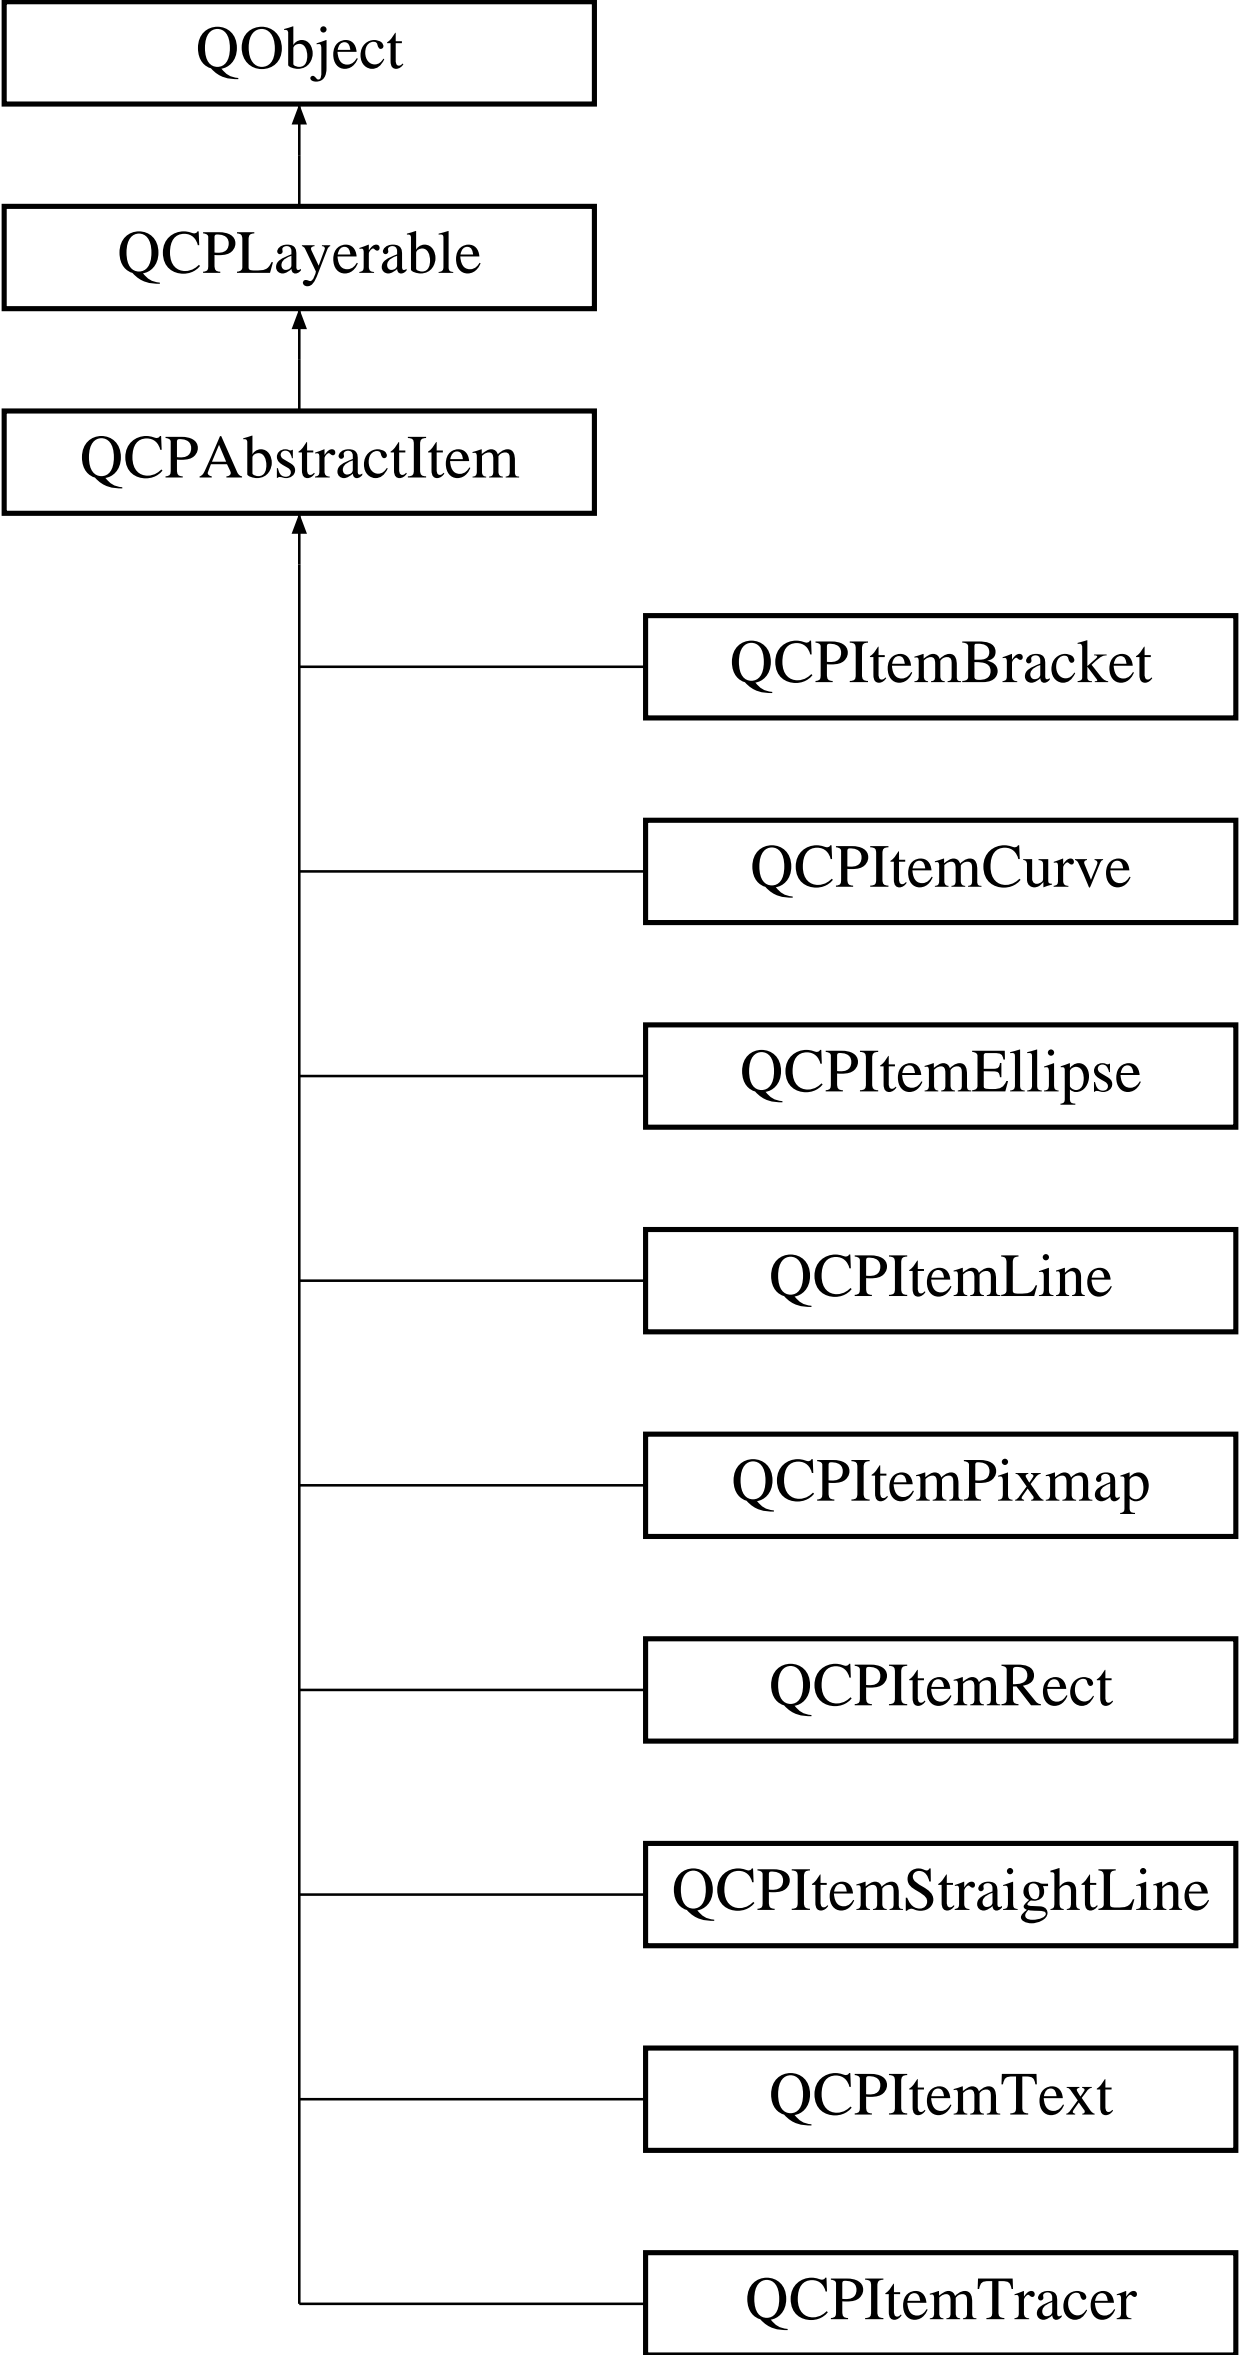 QObject
QCPLayerable
QCPAbstractItem
QCPItemBracket
QCPItemCurve
QCPItemEllipse
QCPItemLine
QCPItemPixmap
QCPItemRect
QCPItemStraightLine
QCPItemText
QCPItemTracer